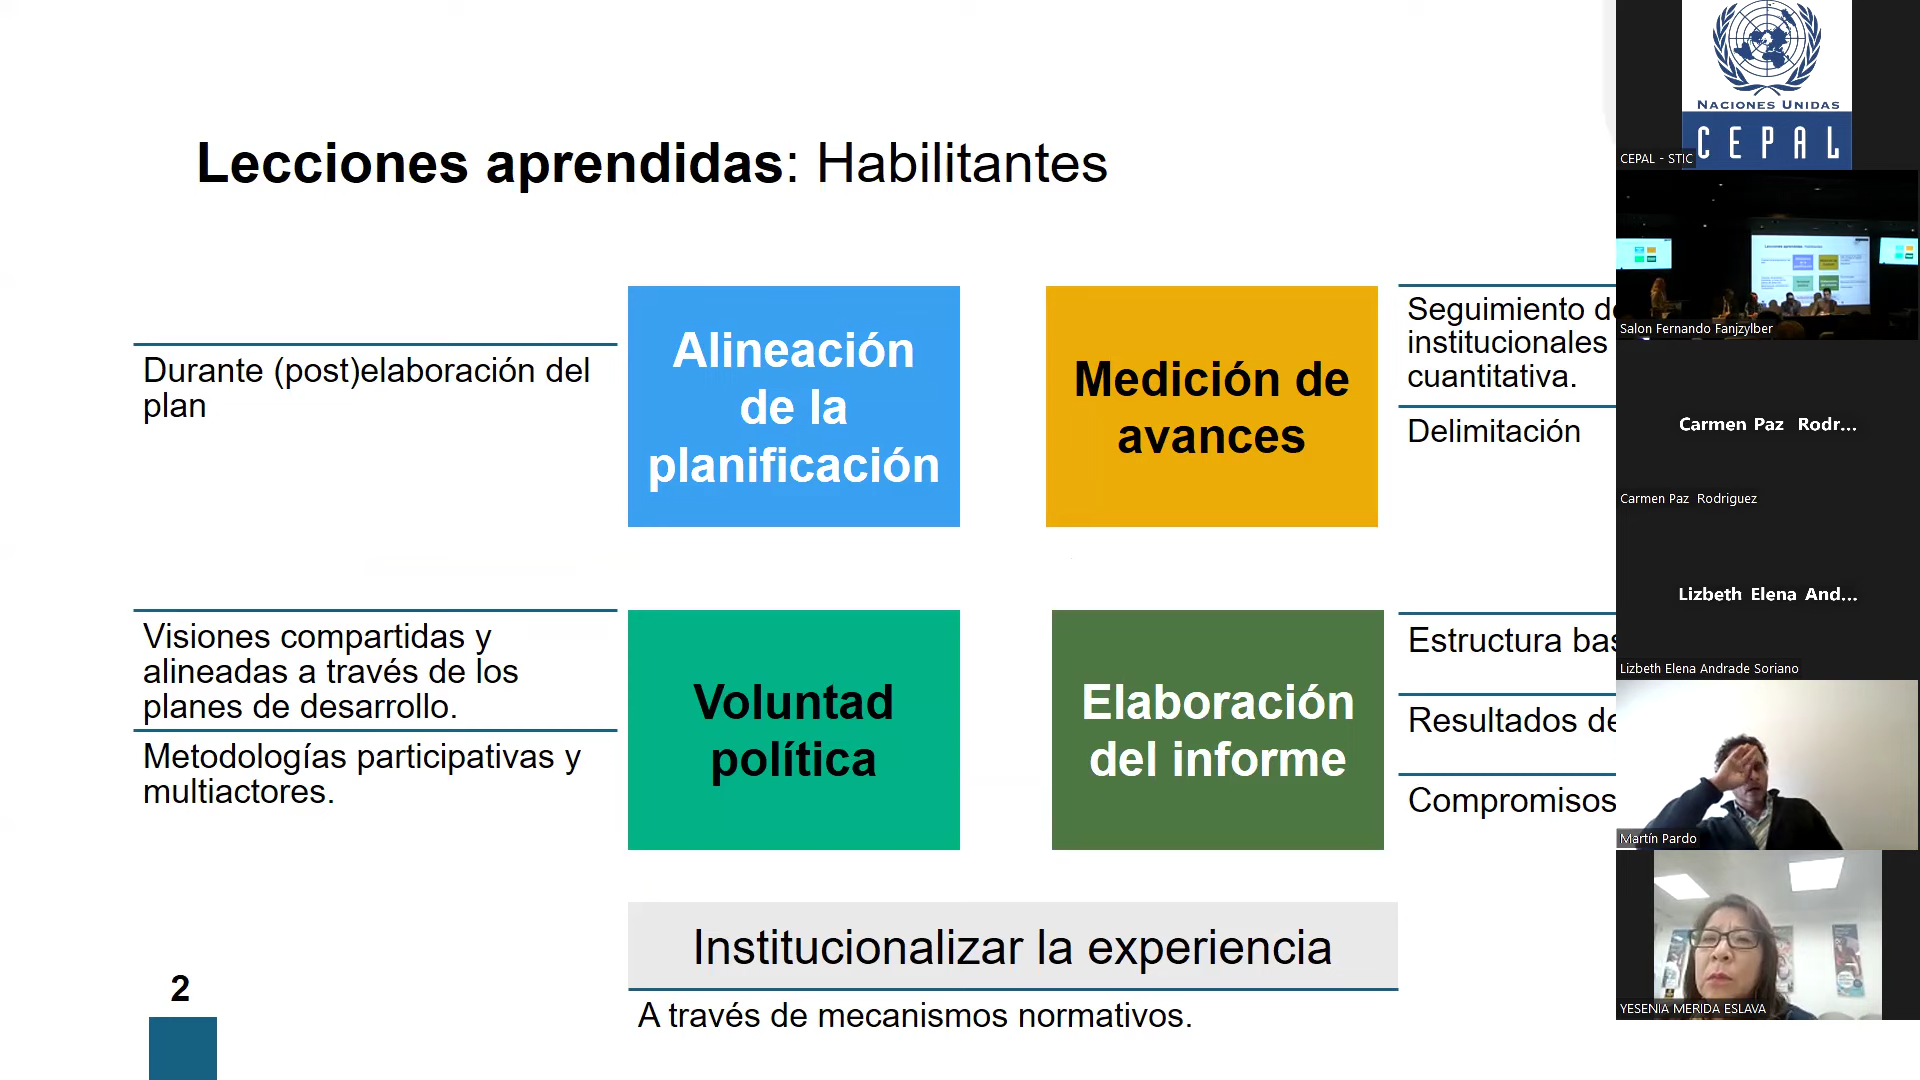 Lecciones aprendidas: Habilitantes
Durante (post)elaboración del
plan
Alineación
de la
planificación
Medición de
avances
Seguimiento
institucionales
cuantitativa.
Delimitación
Visiones compartidas y
alineadas a través de los
planes de desarrollo.
Metodologías participativas y
multiactores.
Voluntad
política
Elaboración
del informe
Estructura
Resultados
Compromisos
Institucionalizar la experiencia
A través de mecanismos normativos.
2
NACIONES UNIDAS
CEPAL
CEPAL - STIC
Salon Fernando Fanjzylber
Carmen Paz Rodr...
Carmen Paz Rodriguez
Lizbeth Elena And...
Lizbeth Elena Andrade Soriano
Martín Pardo
YESENIA MERIDA ESLAVA